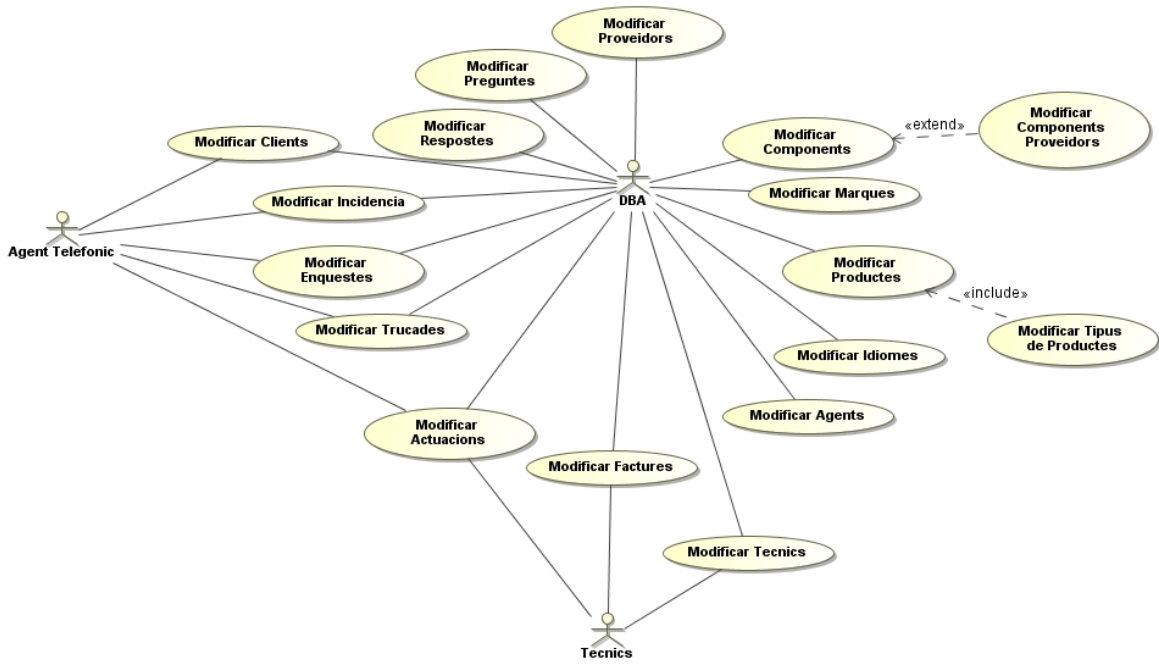 Modificar
Proveidors
Modificar
Preguntes
Modificar
Respostes
Modificar Clients
Modificar
Components
«extend»
Modificar
Components
Proveidors
Modificar Incidencia
DBA
Modificar Marques
Agent Telefonic
Modificar
Enquestes
Modificar
Productes
«include»
Modificar Trucades
Modificar Tipus
de Productes
Modificar Idiomes
Modificar Agents
Modificar
Actuacions
Modificar Factures
Modificar Tecnics
Tecnics